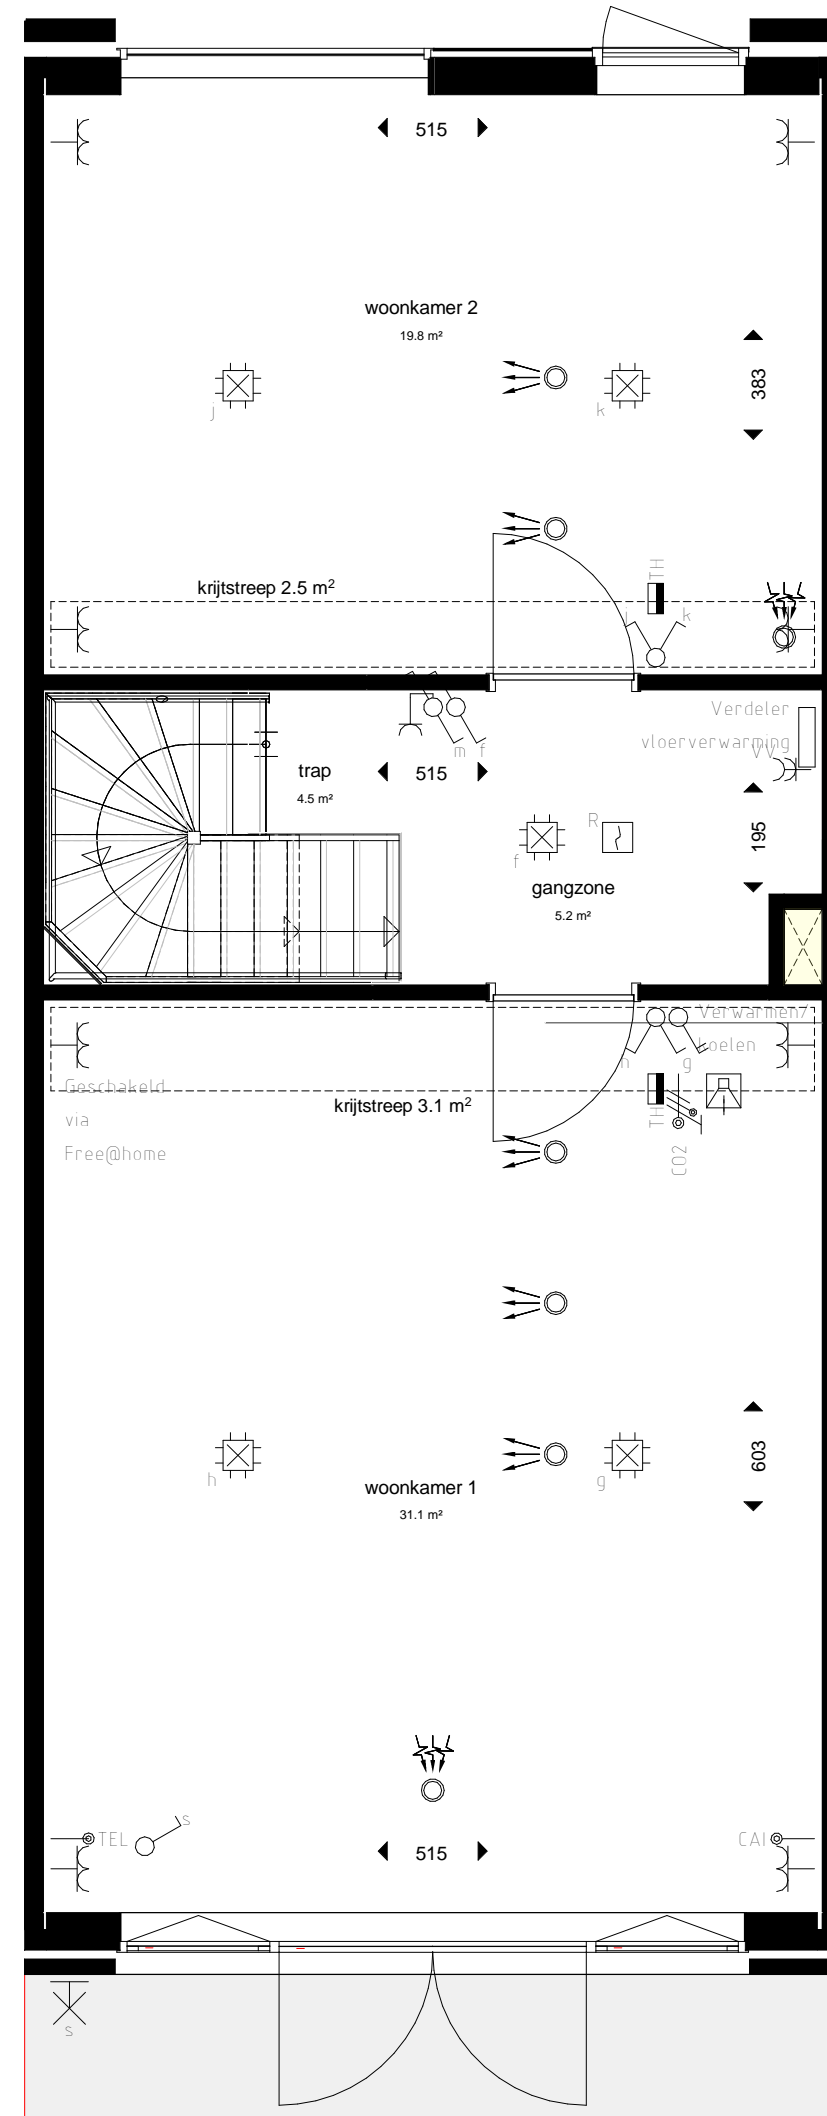 515
woonkamer 2
19.8 m²
383
j
k
krijtstreep 2.5 m²
TH
j
k
Verdeler
vloerverwarming
VV
m f
trap
4.5 m²
515
195
R
f
gangzone
5.2 m²
Verwarmen/
koelen
h
g
Geschakeld
via
Free@home
krijtstreep 3.1 m²
TH
CO2
603
h
g
woonkamer 1
31.1 m²
s
TEL
CAI
515
s